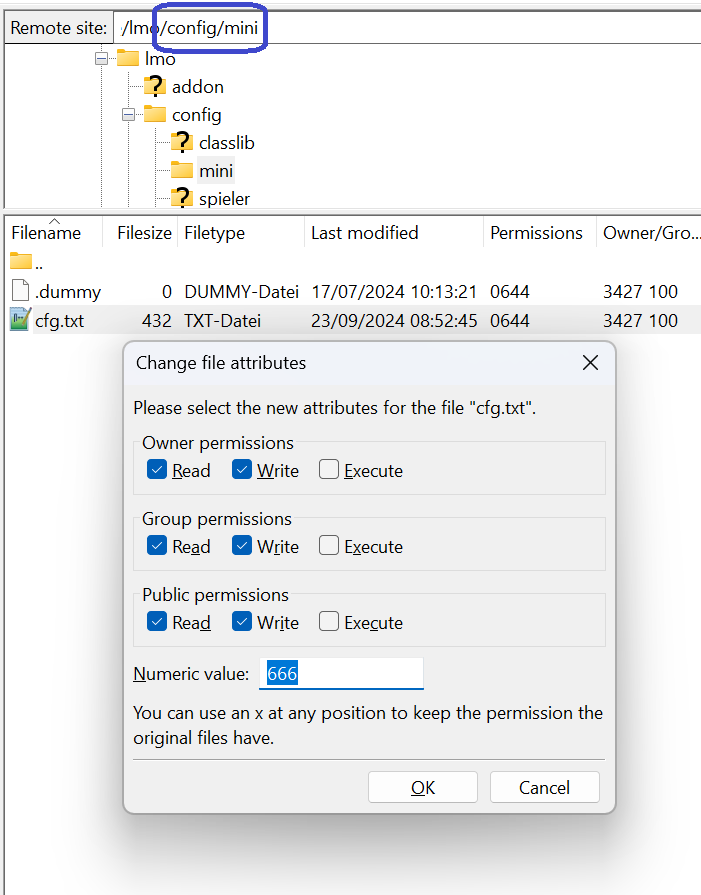 Remote site: /lmo/config/mini
lmo
addon
config
classlib
mini
spieler
Filename Filesize Filetype Last modified Permissions Owner/Gro...
..
.dummy 0 DUMMY-Datei 17/07/2024 10:13:21 0644 3427 100
cfg.txt 432 TXT-Datei 23/09/2024 08:52:45 0644 3427 100
Change file attributes
Please select the new attributes for the file "cfg.txt".
Owner permissions
Read Write Execute
Group permissions
Read Write Execute
Public permissions
Read Write Execute
Numeric value: 666
You can use an x at any position to keep the permission the
original files have.
OK Cancel